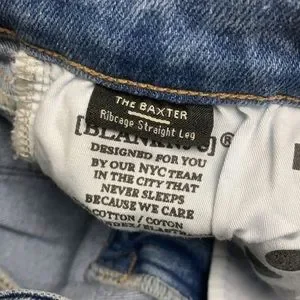 THE BAXTER
Ribcage Straight Leg
[BLANKNYC]®
DESIGNED FOR YOU
BY OUR NYC TEAM
IN THE CITY THAT
NEVER SLEEPS
BECAUSE WE CARE
COTTON / COTON